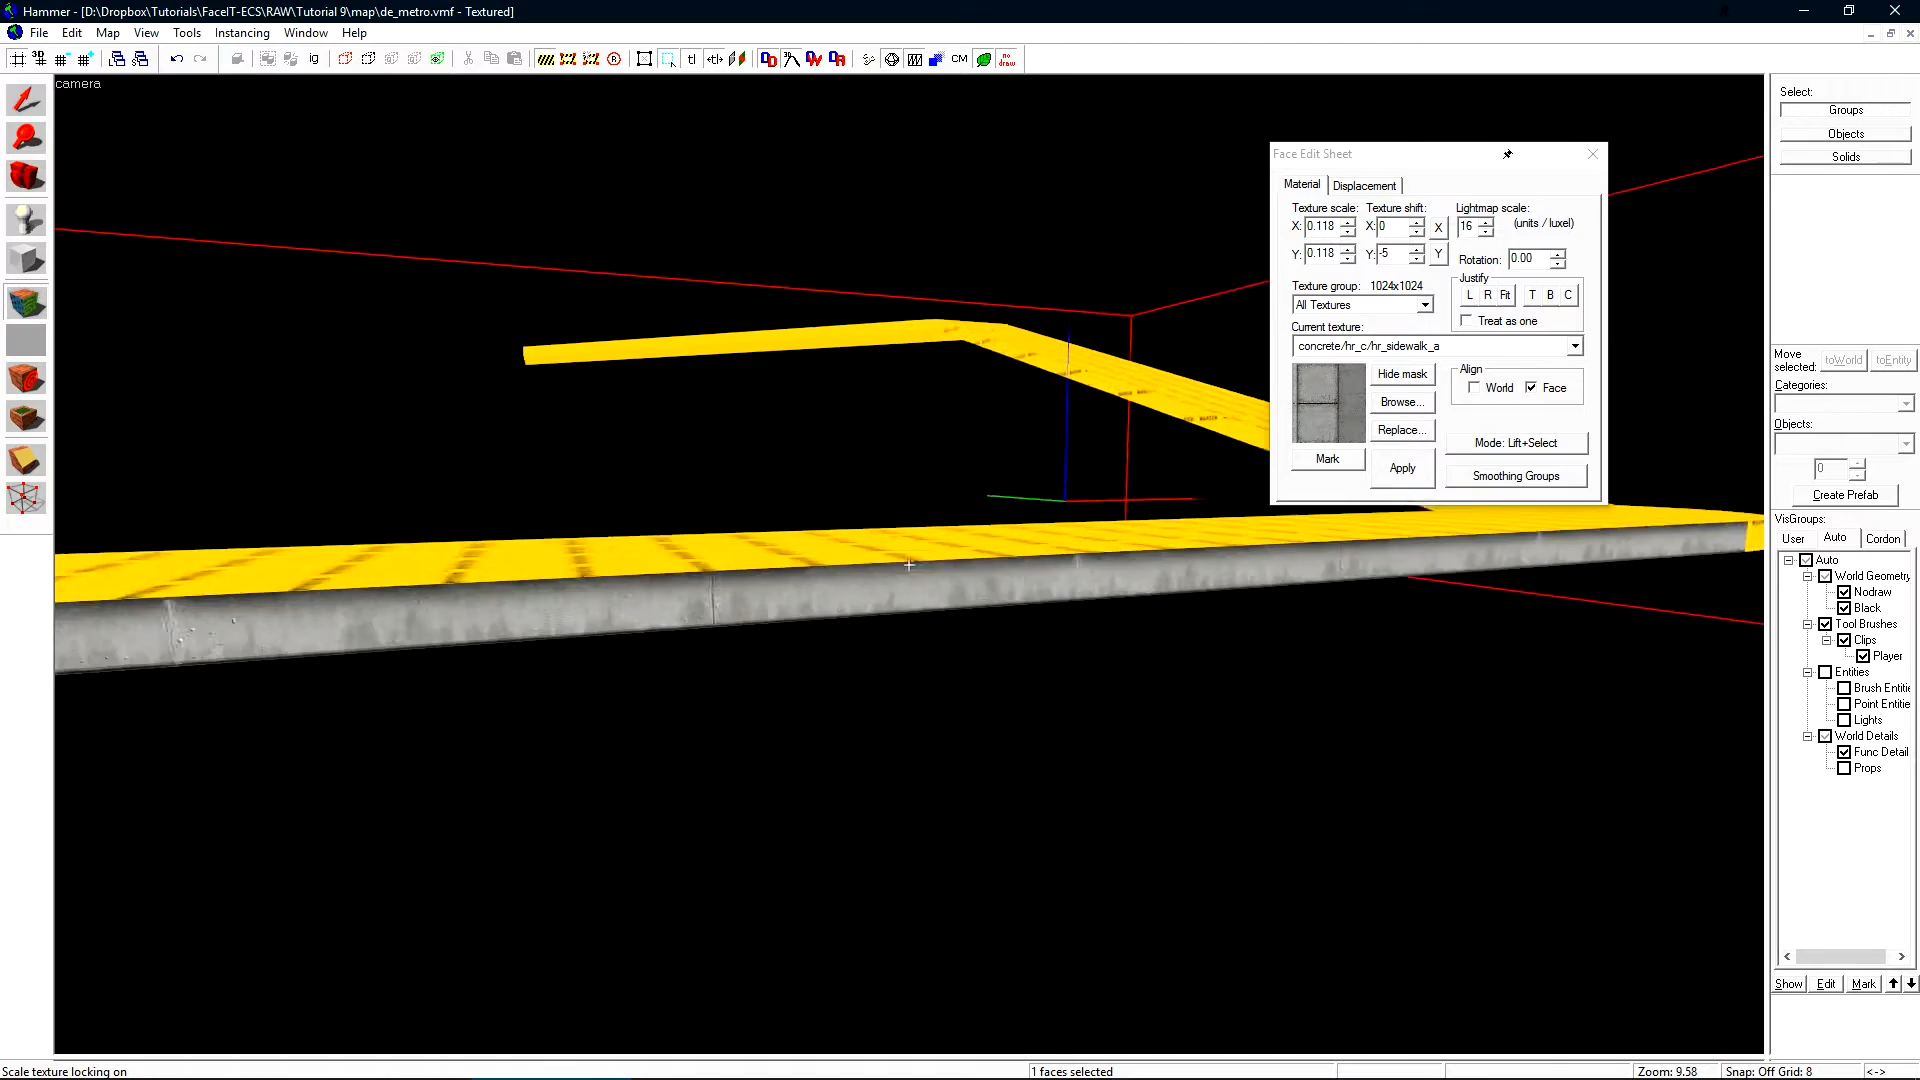 Hammer - [D:\Dropbox\Tutorials\FaceIT-ECS\RAW\Tutorial 9\map\de_metro.vmf - Textured]
File Edit Map View Tools Instancing Window Help
3D ig tl CM no draw
camera
Select:
Groups
Objects
Solids
Face Edit Sheet
Material Displacement
Texture scale: Texture shift: Lightmap scale:
X: 0.118 X: 0 X 16 (units / luxel)
Y: 0.118 Y: -5 Y Rotation: 0.00
Justify
Texture group: 1024x1024
L R Fit T B C
All Textures
Treat as one
Current texture:
concrete/hr_c/hr_sidewalk_a
Hide mask
Align
World Face
Browse...
Replace...
Mode: Lift+Select
Mark
Apply
Smoothing Groups
Move selected: toWorld toEntity
Categories:
Objects:
0
Create Prefab
VisGroups:
User Auto Cordon
Auto
World Geometry
Nodraw
Black
Tool Brushes
Clips
Player
Entities
Brush Entitie
Point Entitie
Lights
World Details
Func Detail
Props
Show Edit Mark
Scale texture locking on
1 faces selected
Zoom: 9.58
Snap: Off Grid: 8
<->